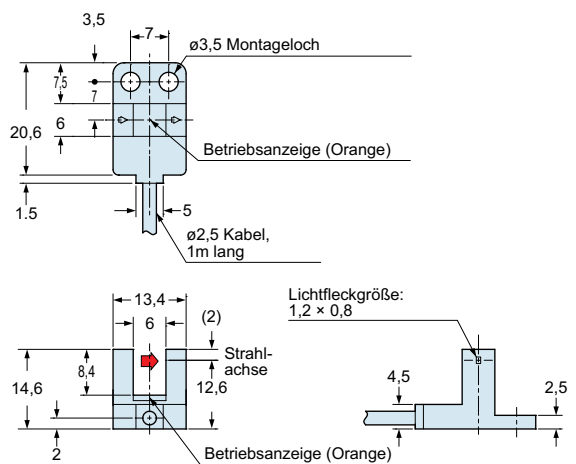 3,5
7
ø3,5 Montageloch
7,5
7
20,6
6
Betriebsanzeige (Orange)
1.5
5
ø2,5 Kabel,
1m lang
13,4
6
(2)
Strahl-
achse
8,4
14,6
12,6
2
Betriebsanzeige (Orange)
Lichtfleckgröße:
1,2 × 0,8
4,5
2,5